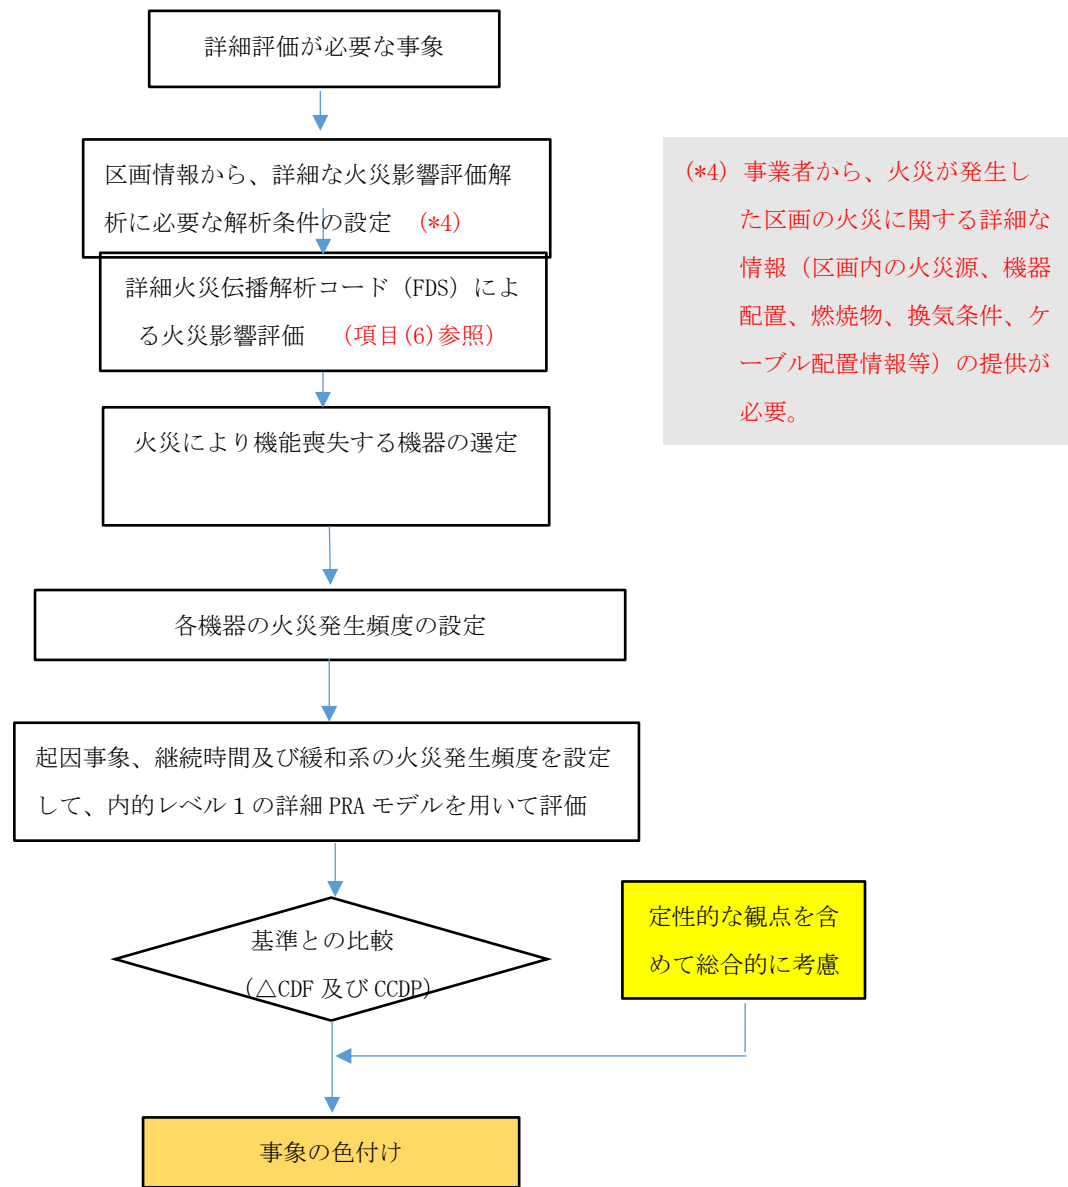 詳細評価が必要な事象
区画情報から、詳細な火災影響評価解
析に必要な解析条件の設定 (*4)
詳細火災伝播解析コード（FDS）によ
る火災影響評価 (項目(6)参照)
火災により機能喪失する機器の選定
各機器の火災発生頻度の設定
起因事象、継続時間及び緩和系の火災発生頻度を設定
して、内的レベル１の詳細 PRA モデルを用いて評価
基準との比較
（△CDF 及び CCDP）
定性的な観点を含
めて総合的に考慮
事象の色付け
(*4) 事業者から、火災が発生し
た区画の火災に関する詳細な
情報（区画内の火災源、機器
配置、燃焼物、換気条件、ケ
ーブル配置情報等）の提供が
必要。